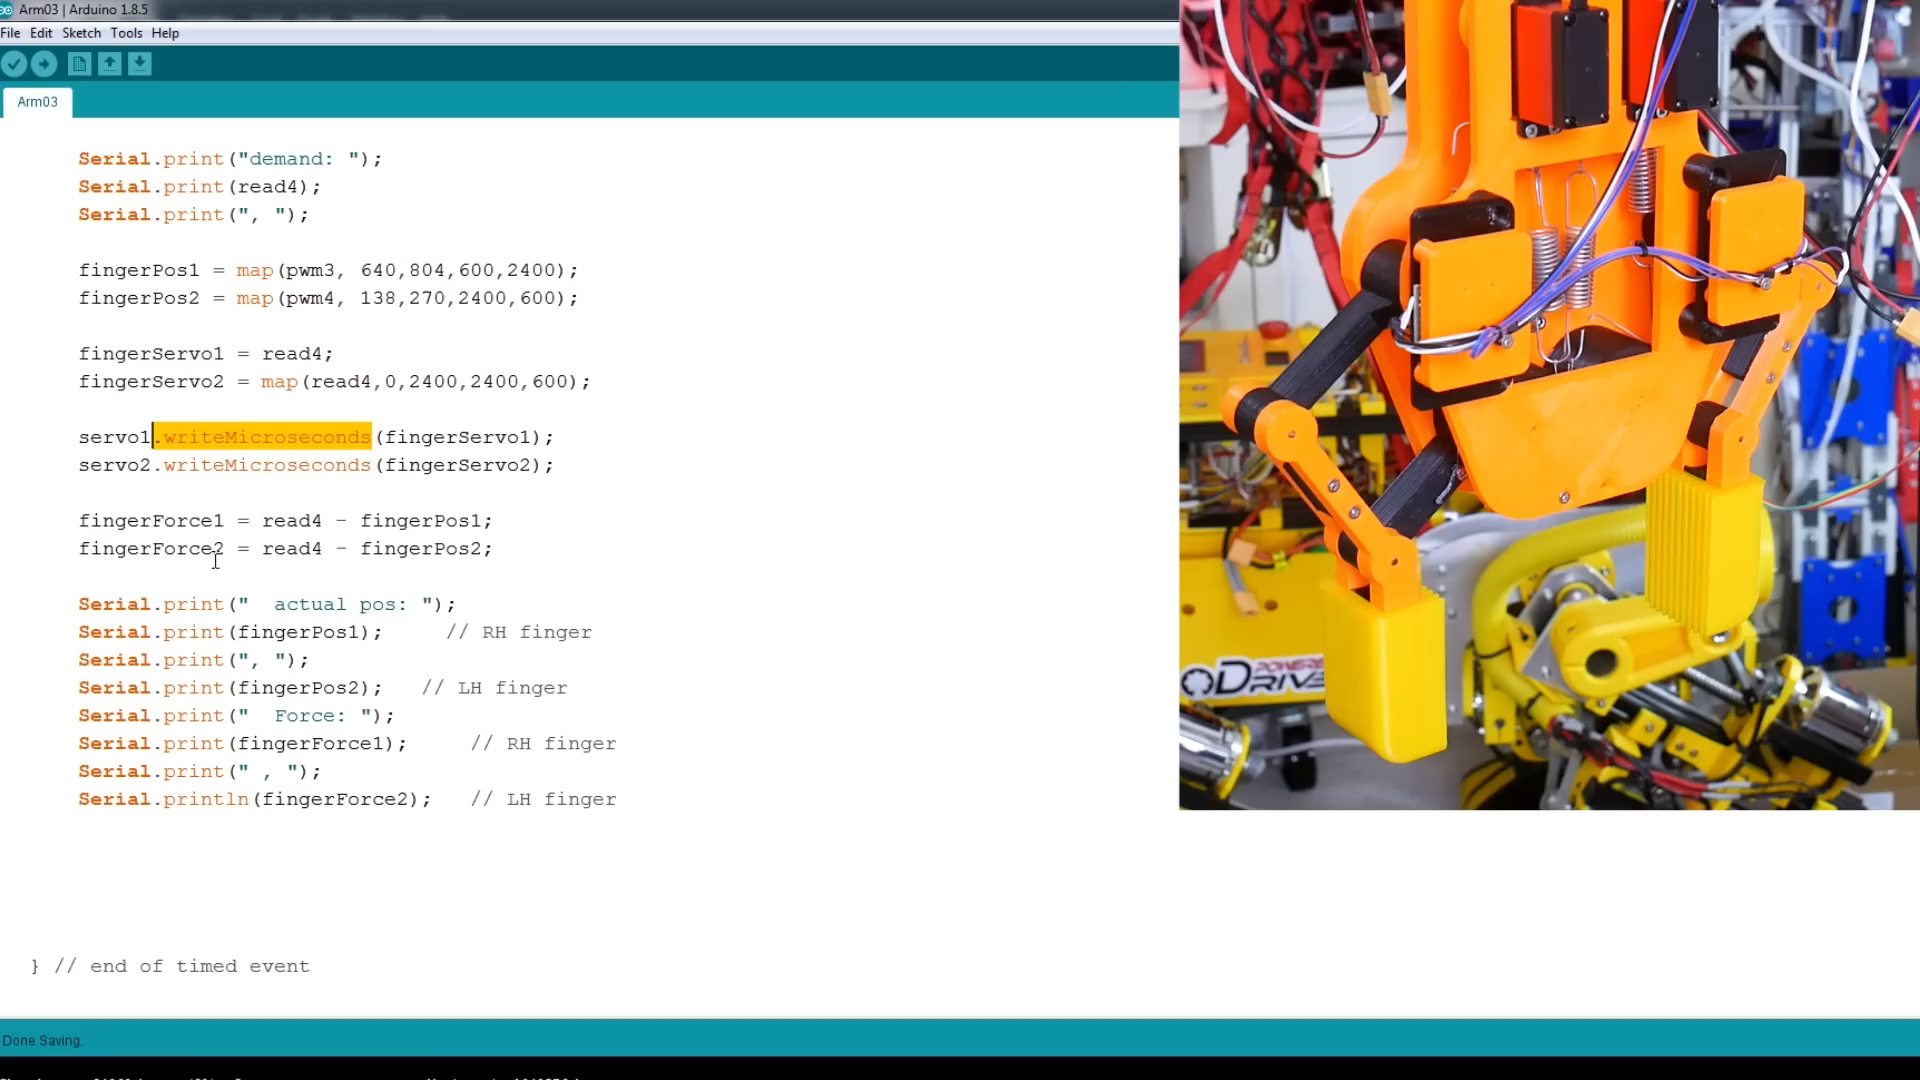 Arm03 | Arduino 1.8.5
File Edit Sketch Tools Help
Arm03
Serial.print("demand: ");
Serial.print(read4);
Serial.print(", ");
fingerPos1 = map(pwm3, 640,804,600,2400);
fingerPos2 = map(pwm4, 138,270,2400,600);
fingerServo1 = read4;
fingerServo2 = map(read4,0,2400,2400,600);
servo1.writeMicroseconds(fingerServo1);
servo2.writeMicroseconds(fingerServo2);
fingerForce1 = read4 - fingerPos1;
fingerForce2 = read4 - fingerPos2;
Serial.print("  actual pos: ");
Serial.print(fingerPos1);     // RH finger
Serial.print(", ");
Serial.print(fingerPos2);   // LH finger
Serial.print("  Force: ");
Serial.print(fingerForce1);     // RH finger
Serial.print(" , ");
Serial.println(fingerForce2);   // LH finger
} // end of timed event
Done Saving.
POWERE
ODRIVE